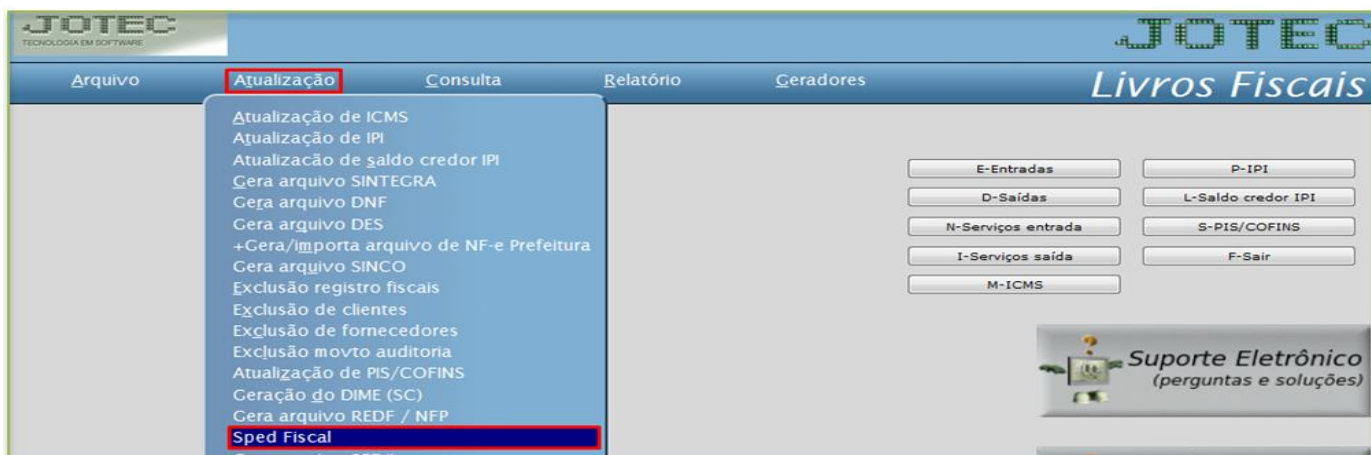 JOTEC
TECNOLOGIA EM SOFTWARE
JOTEC
Arquivo Atualização Consulta Relatório Geradores Livros Fiscais
Atualização de ICMS
Atualização de IPI
Atualizacão de saldo credor IPI
Gera arquivo SINTEGRA
Gera arquivo DNF
Gera arquivo DES
+Gera/importa arquivo de NF-e Prefeitura
Gera arquivo SINCO
Exclusão registro fiscais
Exclusão de clientes
Exclusão de fornecedores
Exclusão movto auditoria
Atualização de PIS/COFINS
Geração do DIME (SC)
Gera arquivo REDF / NFP
Sped Fiscal
E-Entradas P-IPI
D-Saídas L-Saldo credor IPI
N-Serviços entrada S-PIS/COFINS
I-Serviços saída F-Sair
M-ICMS
Suporte Eletrônico
(perguntas e soluções)